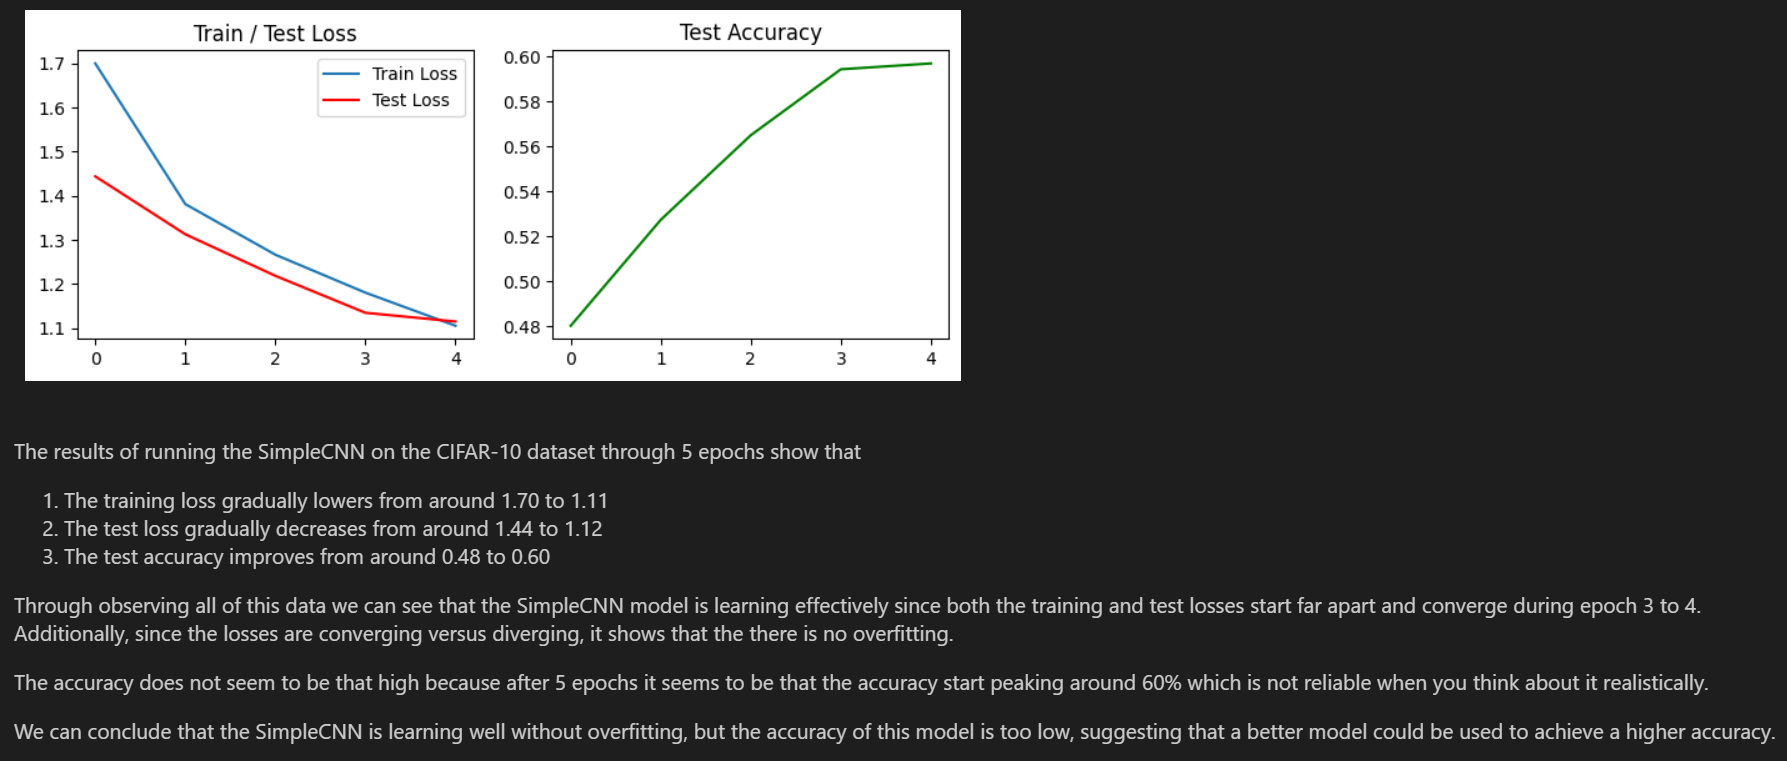 Train / Test Loss
Test Accuracy
1.7
1.6
1.5
1.4
1.3
1.2
1.1
Train Loss
Test Loss
0 1 2 3 4
0.60
0.58
0.56
0.54
0.52
0.50
0.48
0 1 2 3 4
The results of running the SimpleCNN on the CIFAR-10 dataset through 5 epochs show that
1. The training loss gradually lowers from around 1.70 to 1.11
2. The test loss gradually decreases from around 1.44 to 1.12
3. The test accuracy improves from around 0.48 to 0.60
Through observing all of this data we can see that the SimpleCNN model is learning effectively since both the training and test losses start far apart and converge during epoch 3 to 4.
Additionally, since the losses are converging versus diverging, it shows that the there is no overfitting.
The accuracy does not seem to be that high because after 5 epochs it seems to be that the accuracy start peaking around 60% which is not reliable when you think about it realistically.
We can conclude that the SimpleCNN is learning well without overfitting, but the accuracy of this model is too low, suggesting that a better model could be used to achieve a higher accuracy.